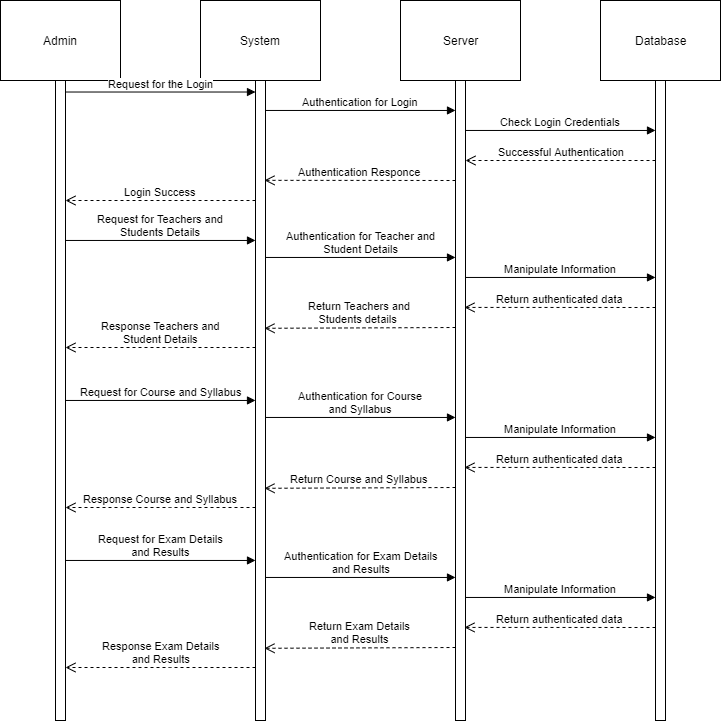 Admin
System
Server
Database
Request for the Login
Authentication for Login
Check Login Credentials
Successful Authentication
Authentication Responce
Login Success
Request for Teachers and
Students Details
Authentication for Teacher and
Student Details
Manipulate Information
Return authenticated data
Return Teachers and
Students details
Response Teachers and
Student Details
Request for Course and Syllabus
Authentication for Course
and Syllabus
Manipulate Information
Return authenticated data
Return Course and Syllabus
Response Course and Syllabus
Request for Exam Details
and Results
Authentication for Exam Details
and Results
Manipulate Information
Return authenticated data
Return Exam Details
and Results
Response Exam Details
and Results